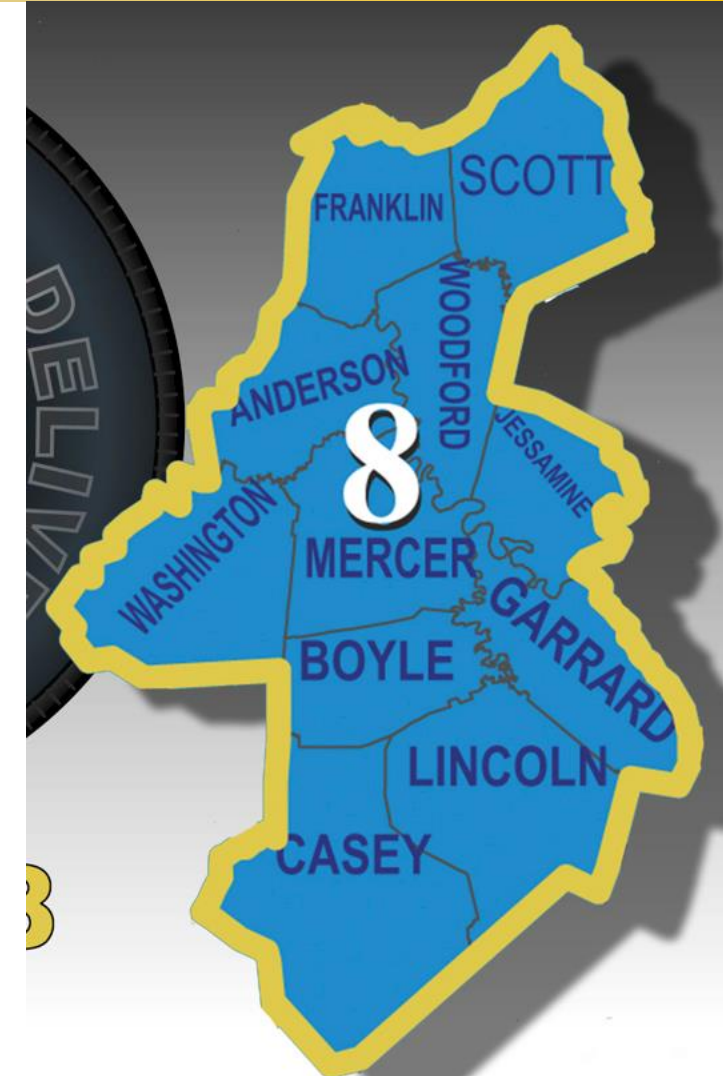 SCOTT
FRANKLIN
WOODFORD
ANDERSON
8
JESSAMINE
WASHINGTON
MERCER
GARRARD
BOYLE
LINCOLN
CASEY